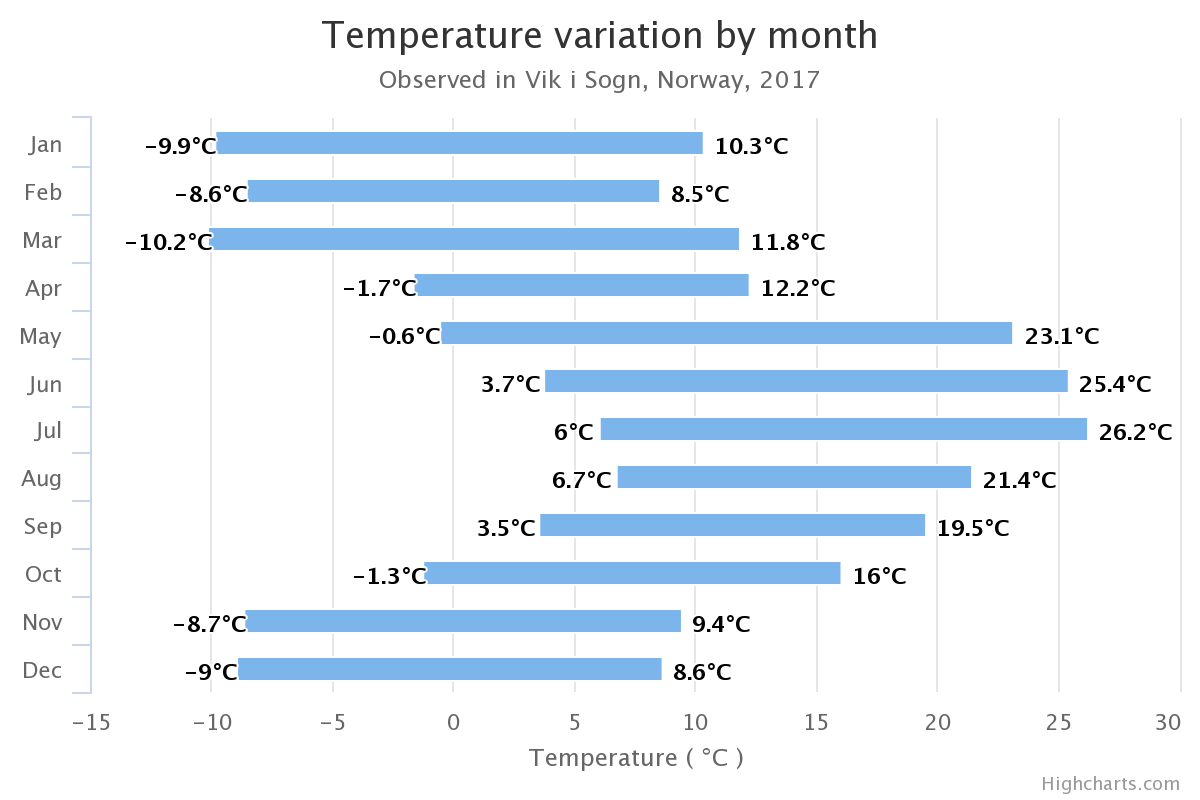 Temperature variation by month
Observed in Vik i Sogn, Norway, 2017
Jan −9.9°C 10.3°C
Feb −8.6°C 8.5°C
Mar −10.2°C 11.8°C
Apr −1.7°C 12.2°C
May −0.6°C 23.1°C
Jun 3.7°C 25.4°C
Jul 6°C 26.2°C
Aug 6.7°C 21.4°C
Sep 3.5°C 19.5°C
Oct −1.3°C 16°C
Nov −8.7°C 9.4°C
Dec −9°C 8.6°C
−15 −10 −5 0 5 10 15 20 25 30
Temperature ( °C )
Highcharts.com